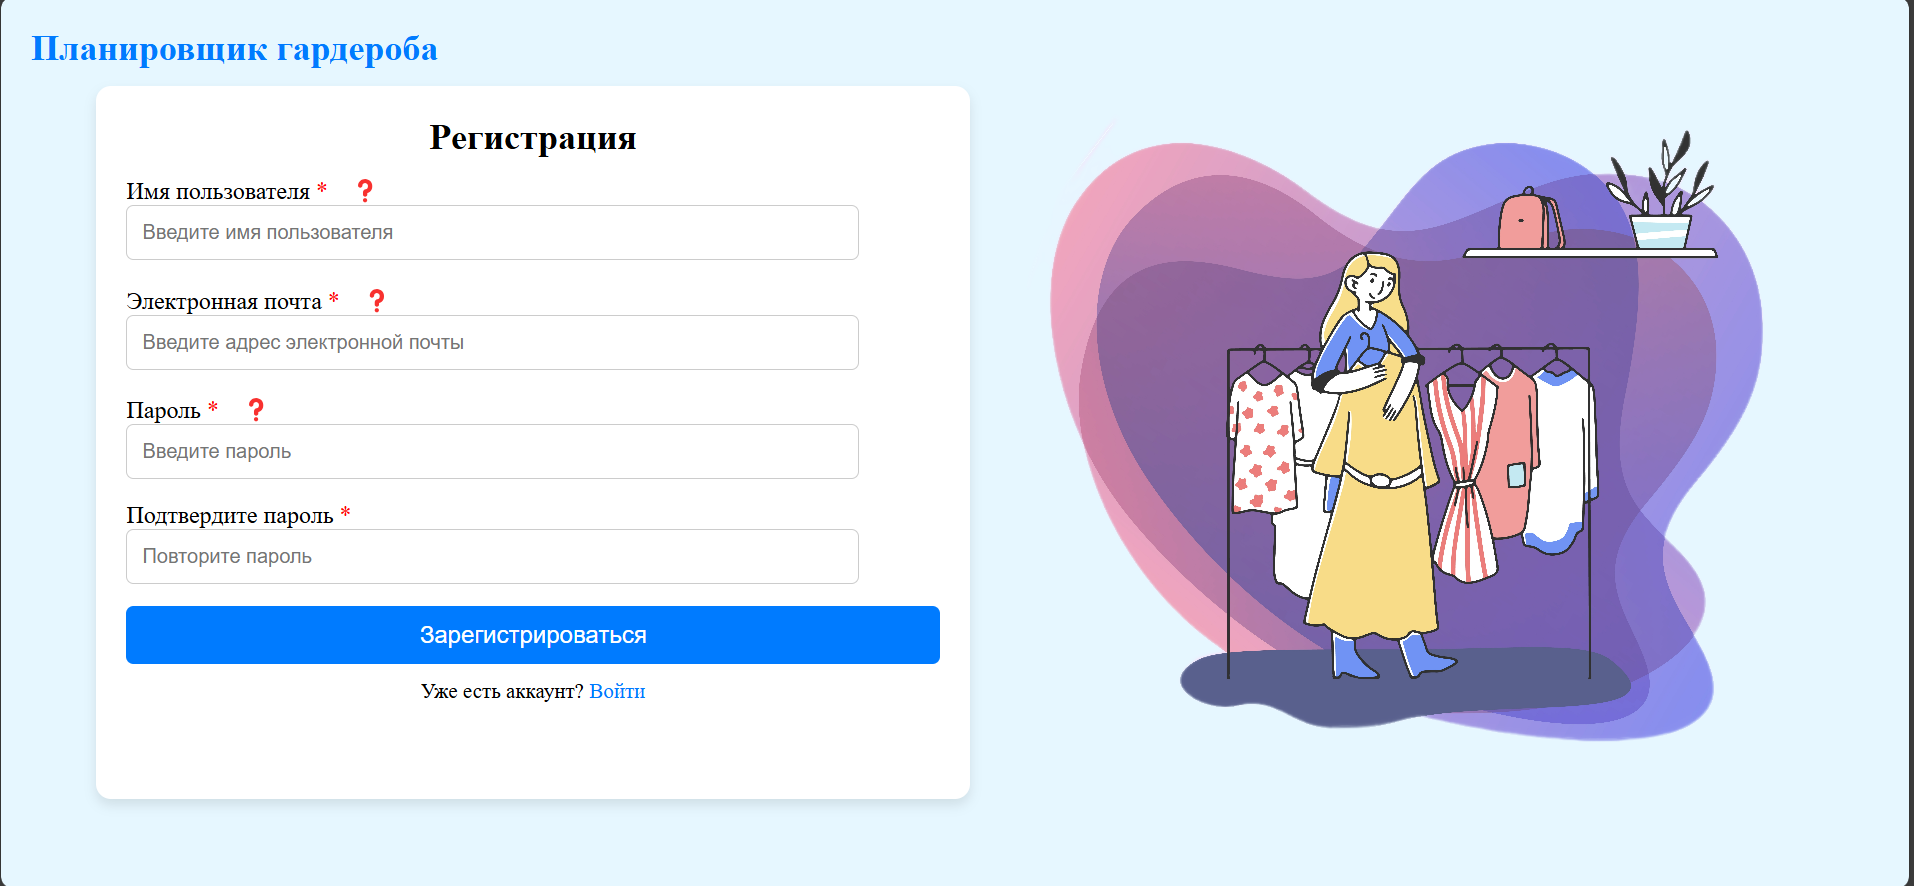 Планировщик гардероба
Регистрация
Имя пользователя * ❓
Введите имя пользователя
Электронная почта * ❓
Введите адрес электронной почты
Пароль * ❓
Введите пароль
Подтвердите пароль *
Повторите пароль
Зарегистрироваться
Уже есть аккаунт? Войти